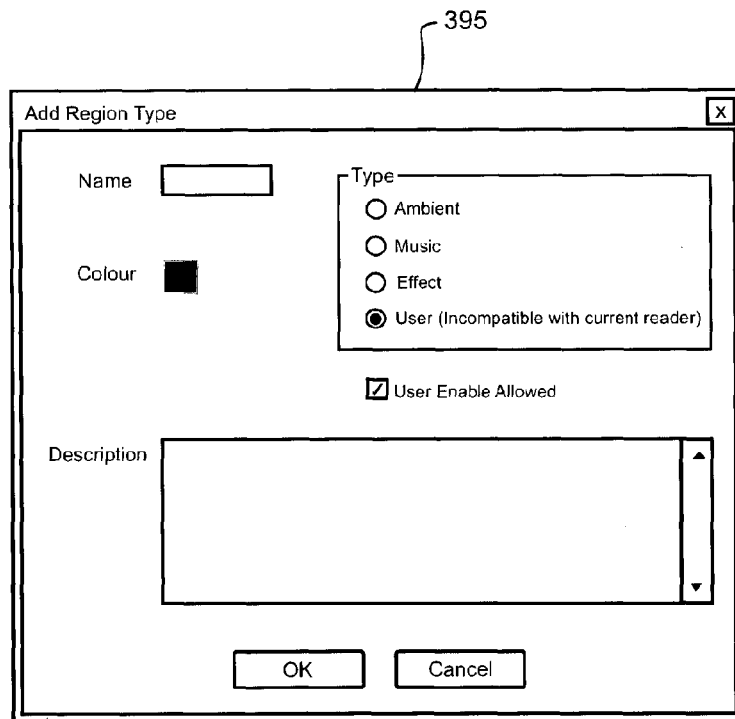 395
Add Region Type
X
Name
Type
Ambient
Music
Colour
Effect
User (Incompatible with current reader)
User Enable Allowed
Description
OK
Cancel